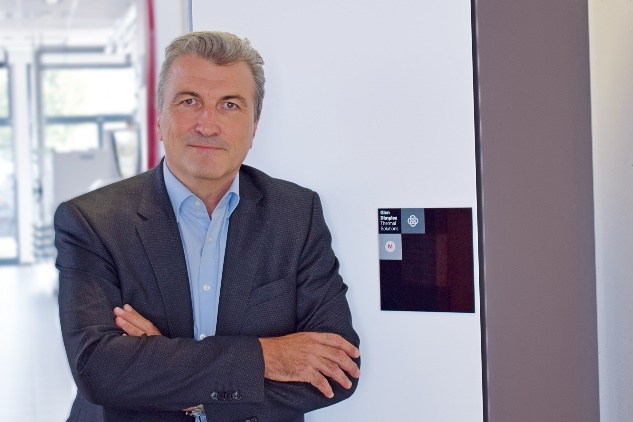 Glen
Dimplex
Thermal
Solutions